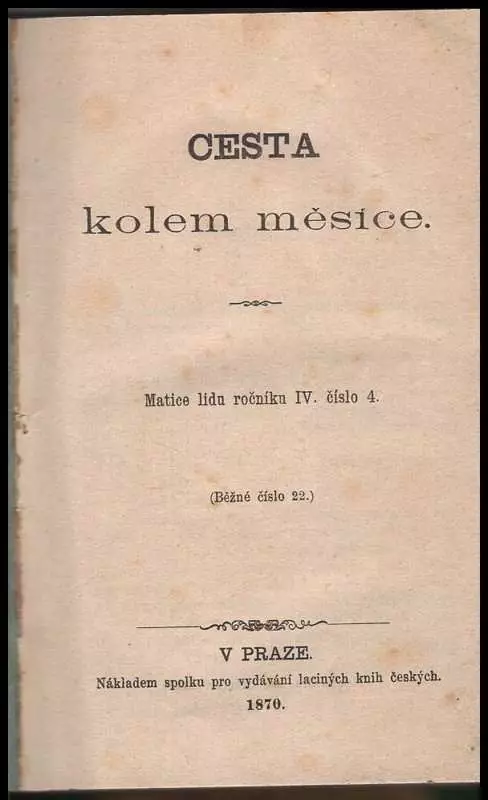 CESTA
kolem měsíce.
Matice lidu ročníku IV. číslo 4.
(Běžné číslo 22.)
V PRAZE.
Nákladem spolku pro vydávání laciných knih českých.
1870.